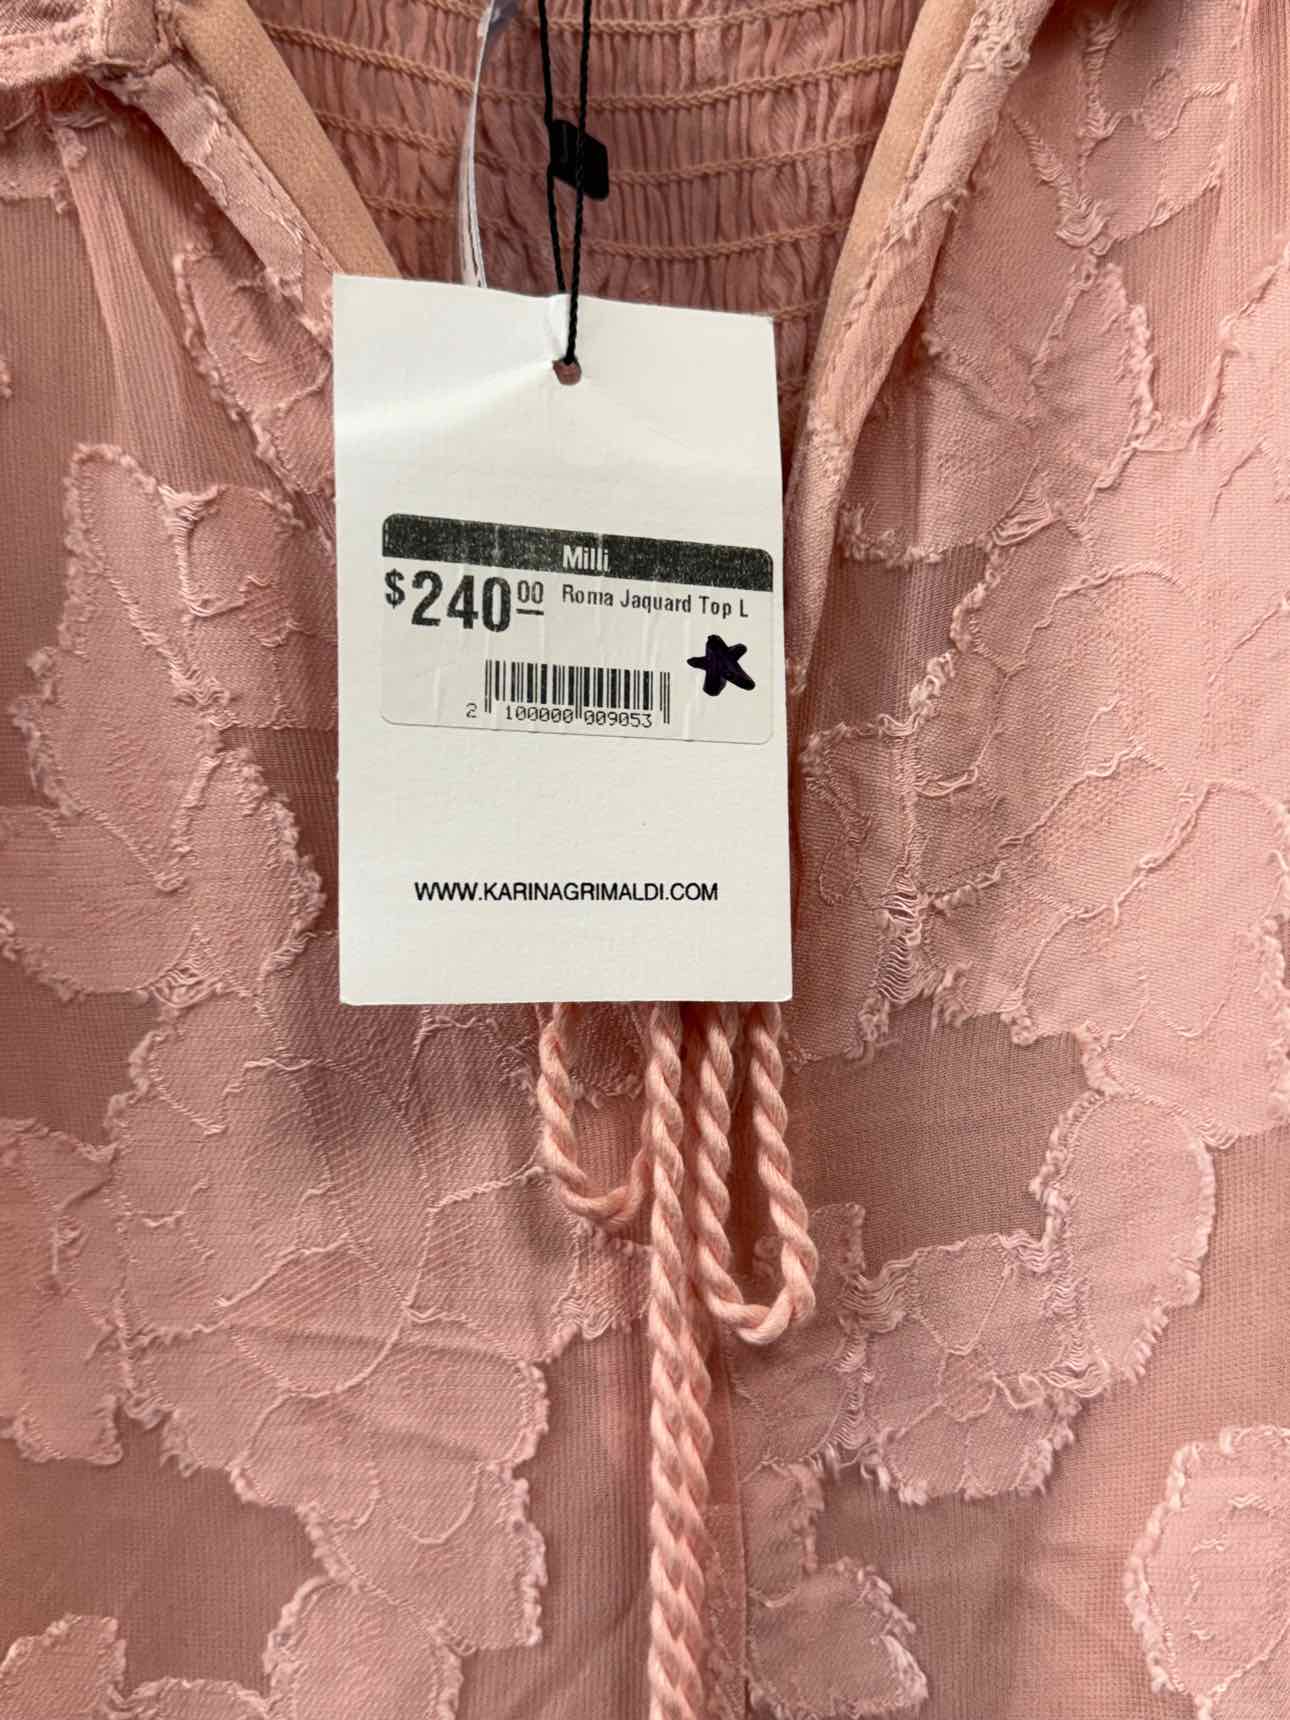 Milli
$240.00 Roma Jaquard Top L
2 100000 009053
WWW.KARINAGRIMALDI.COM